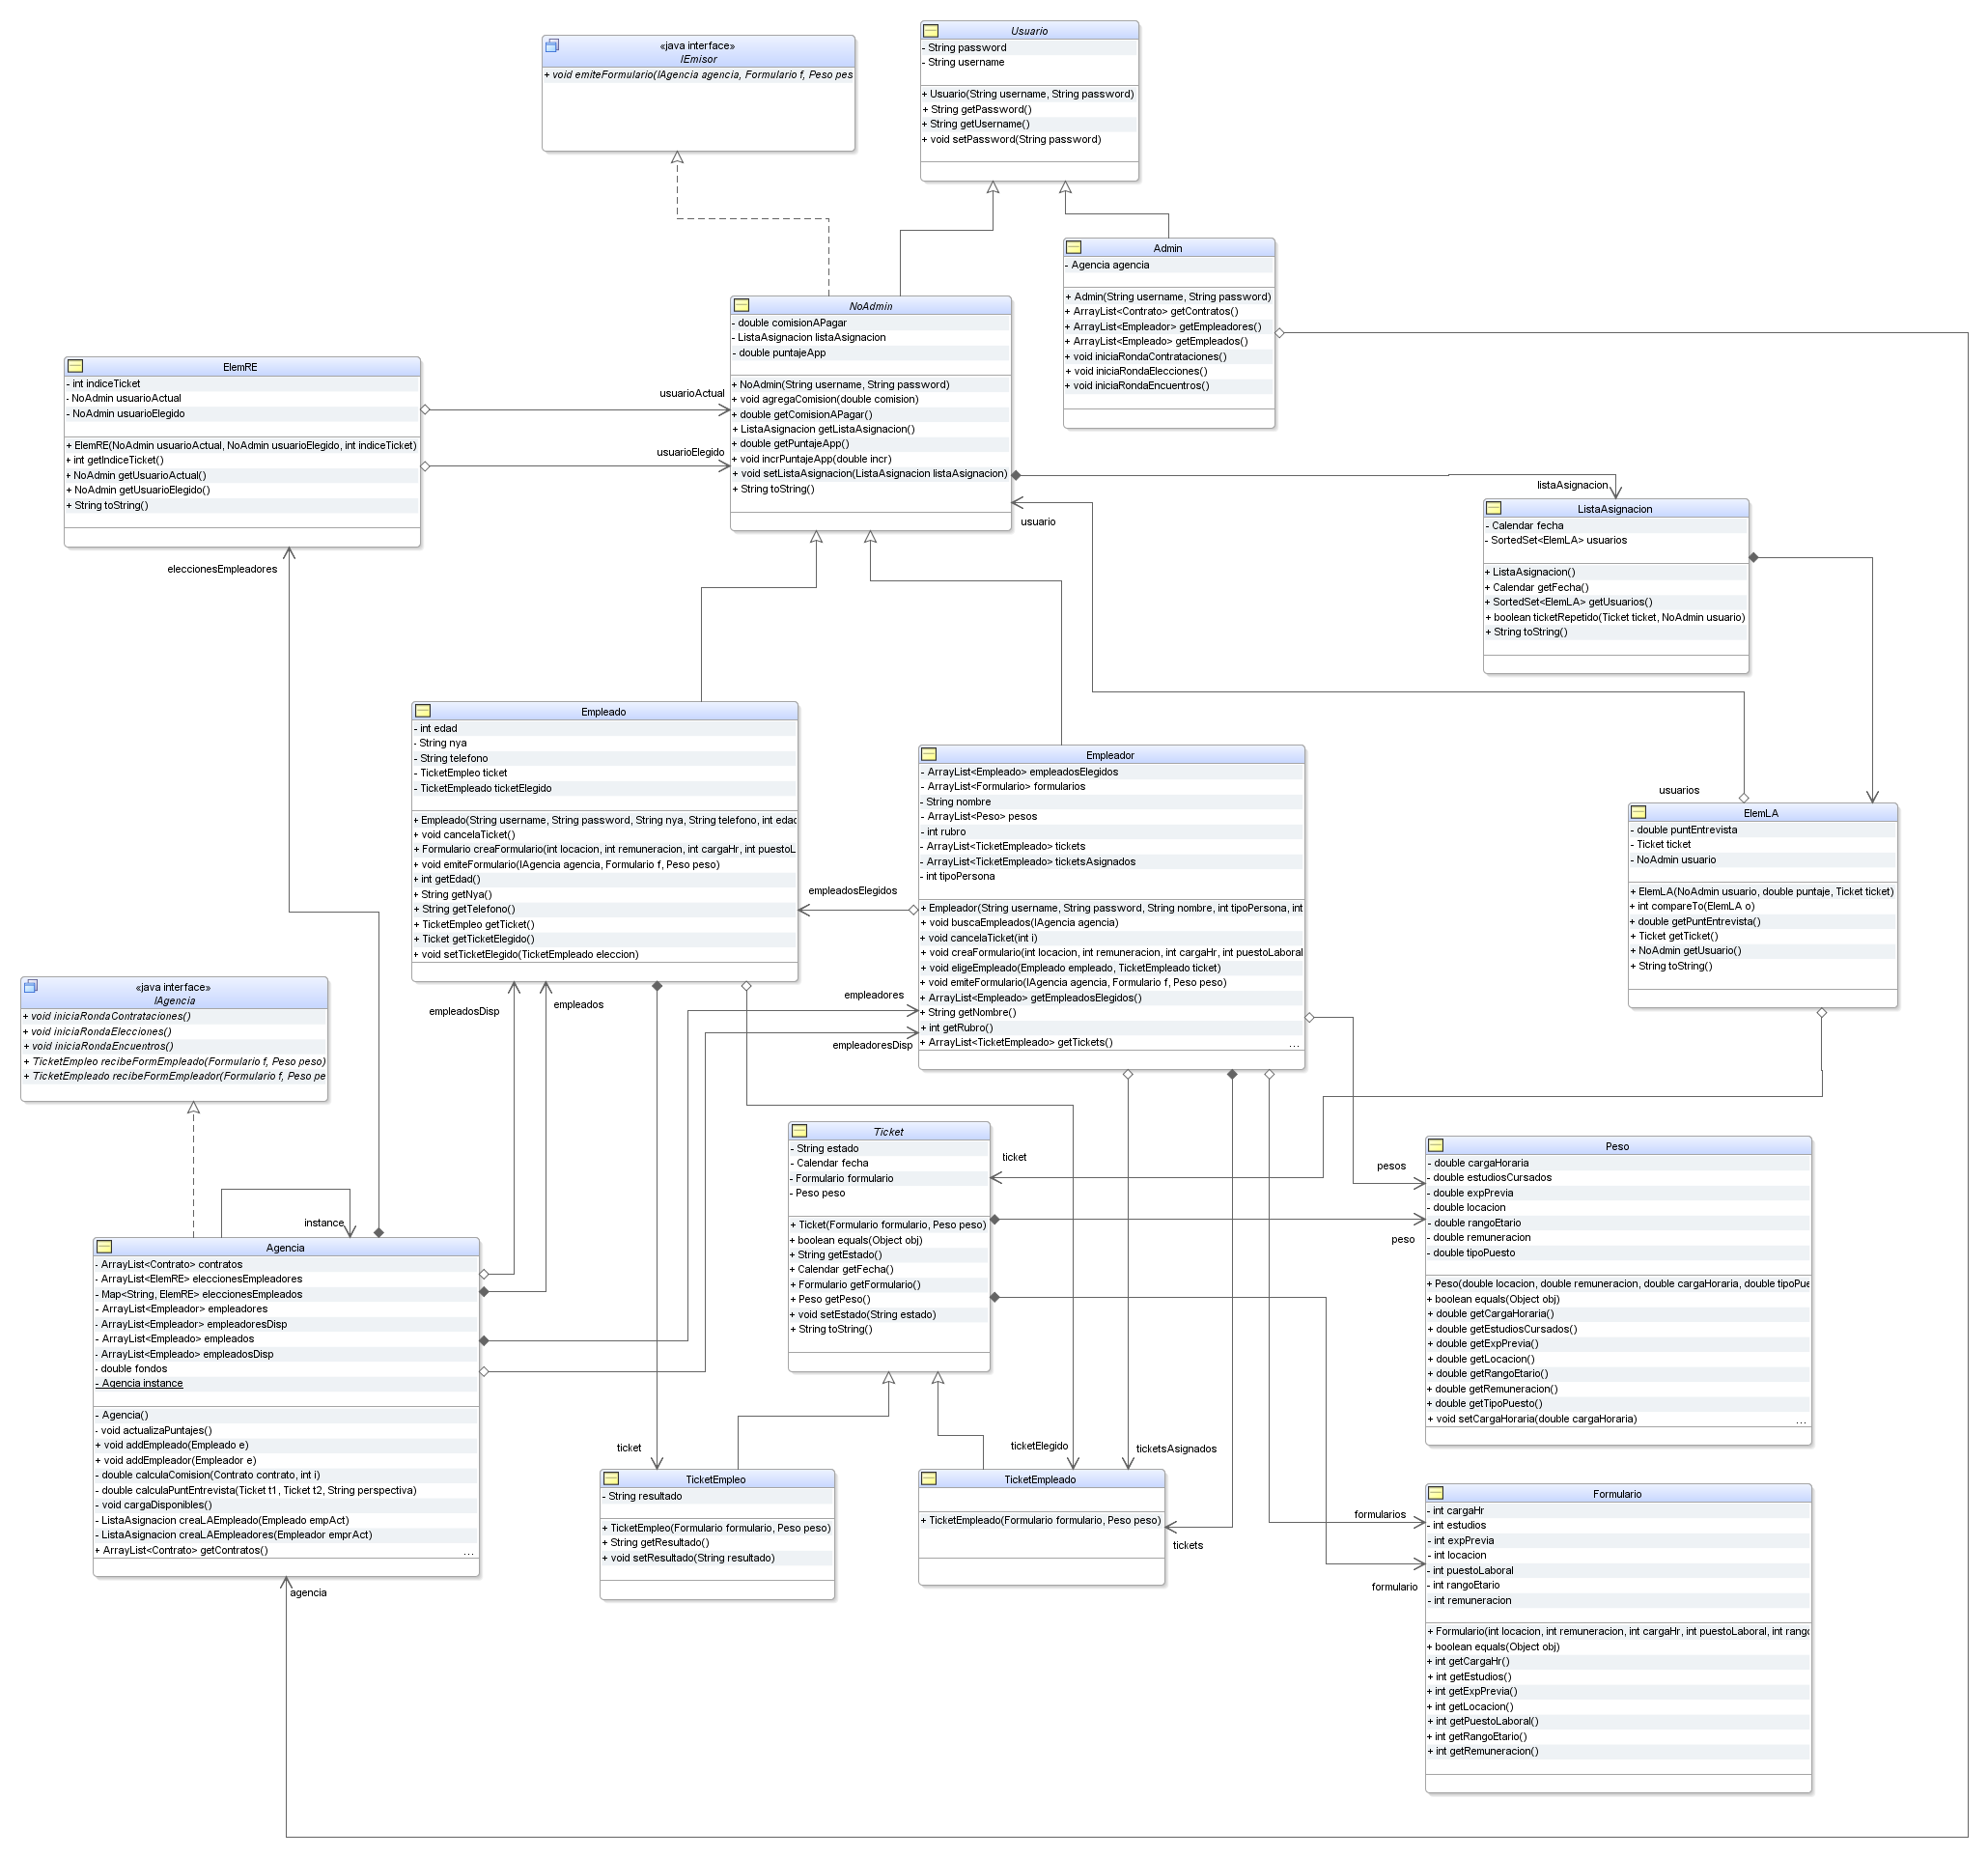 «java interface»
IEmisor
+ void emiteFormulario(IAgencia agencia, Formulario f, Peso pes
Usuario
- String password
- String username
+ Usuario(String username, String password)
+ String getPassword()
+ String getUsername()
+ void setPassword(String password)
Admin
- Agencia agencia
+ Admin(String username, String password)
+ ArrayList<Contrato> getContratos()
+ ArrayList<Empleador> getEmpleadores()
+ ArrayList<Empleado> getEmpleados()
+ void iniciaRondaContrataciones()
+ void iniciaRondaElecciones()
+ void iniciaRondaEncuentros()
NoAdmin
- double comisionAPagar
- ListaAsignacion listaAsignacion
- double puntajeApp
+ NoAdmin(String username, String password)
+ void agregaComision(double comision)
+ double getComisionAPagar()
+ ListaAsignacion getListaAsignacion()
+ double getPuntajeApp()
+ void incrPuntajeApp(double incr)
+ void setListaAsignacion(ListaAsignacion listaAsignacion)
+ String toString()
ElemRE
- int indiceTicket
- NoAdmin usuarioActual
- NoAdmin usuarioElegido
+ ElemRE(NoAdmin usuarioActual, NoAdmin usuarioElegido, int indiceTicket)
+ int getIndiceTicket()
+ NoAdmin getUsuarioActual()
+ NoAdmin getUsuarioElegido()
+ String toString()
usuarioActual
usuarioElegido
listaAsignacion
usuario
eleccionesEmpleadores
ListaAsignacion
- Calendar fecha
- SortedSet<ElemLA> usuarios
+ ListaAsignacion()
+ Calendar getFecha()
+ SortedSet<ElemLA> getUsuarios()
+ boolean ticketRepetido(Ticket ticket, NoAdmin usuario)
+ String toString()
Empleado
- int edad
- String nya
- String telefono
- TicketEmpleo ticket
- TicketEmpleado ticketElegido
+ Empleado(String username, String password, String nya, String telefono, int edad
+ void cancelaTicket()
+ Formulario creaFormulario(int locacion, int remuneracion, int cargaHr, int puestoL
+ void emiteFormulario(IAgencia agencia, Formulario f, Peso peso)
+ int getEdad()
+ String getNya()
+ String getTelefono()
+ TicketEmpleo getTicket()
+ Ticket getTicketElegido()
+ void setTicketElegido(TicketEmpleado eleccion)
Empleador
- ArrayList<Empleado> empleadosElegidos
- ArrayList<Formulario> formularios
- String nombre
- ArrayList<Peso> pesos
- int rubro
- ArrayList<TicketEmpleado> tickets
- ArrayList<TicketEmpleado> ticketsAsignados
- int tipoPersona
+ Empleador(String username, String password, String nombre, int tipoPersona, int
+ void buscaEmpleados(IAgencia agencia)
+ void cancelaTicket(int i)
+ void creaFormulario(int locacion, int remuneracion, int cargaHr, int puestoLaboral
+ void eligeEmpleado(Empleado empleado, TicketEmpleado ticket)
+ void emiteFormulario(IAgencia agencia, Formulario f, Peso peso)
+ ArrayList<Empleado> getEmpleadosElegidos()
+ String getNombre()
+ int getRubro()
+ ArrayList<TicketEmpleado> getTickets()
...
usuarios
ElemLA
- double puntEntrevista
- Ticket ticket
- NoAdmin usuario
+ ElemLA(NoAdmin usuario, double puntaje, Ticket ticket)
+ int compareTo(ElemLA o)
+ double getPuntEntrevista()
+ Ticket getTicket()
+ NoAdmin getUsuario()
+ String toString()
empleadosElegidos
empleadores
empleadoresDisp
empleadosDisp
empleados
«java interface»
IAgencia
+ void iniciaRondaContrataciones()
+ void iniciaRondaElecciones()
+ void iniciaRondaEncuentros()
+ TicketEmpleo recibeFormEmpleado(Formulario f, Peso peso)
+ TicketEmpleado recibeFormEmpleador(Formulario f, Peso pe
Ticket
- String estado
- Calendar fecha
- Formulario formulario
- Peso peso
+ Ticket(Formulario formulario, Peso peso)
+ boolean equals(Object obj)
+ String getEstado()
+ Calendar getFecha()
+ Formulario getFormulario()
+ Peso getPeso()
+ void setEstado(String estado)
+ String toString()
ticket
pesos
peso
Peso
- double cargaHoraria
- double estudiosCursados
- double expPrevia
- double locacion
- double rangoEtario
- double remuneracion
- double tipoPuesto
+ Peso(double locacion, double remuneracion, double cargaHoraria, double tipoPue
+ boolean equals(Object obj)
+ double getCargaHoraria()
+ double getEstudiosCursados()
+ double getExpPrevia()
+ double getLocacion()
+ double getRangoEtario()
+ double getRemuneracion()
+ double getTipoPuesto()
+ void setCargaHoraria(double cargaHoraria)
...
instance
Agencia
- ArrayList<Contrato> contratos
- ArrayList<ElemRE> eleccionesEmpleadores
- Map<String, ElemRE> eleccionesEmpleados
- ArrayList<Empleador> empleadores
- ArrayList<Empleador> empleadoresDisp
- ArrayList<Empleado> empleados
- ArrayList<Empleado> empleadosDisp
- double fondos
- Agencia instance
- Agencia()
- void actualizaPuntajes()
+ void addEmpleado(Empleado e)
+ void addEmpleador(Empleador e)
- double calculaComision(Contrato contrato, int i)
- double calculaPuntEntrevista(Ticket t1, Ticket t2, String perspectiva)
- void cargaDisponibles()
- ListaAsignacion creaLAEmpleado(Empleado empAct)
- ListaAsignacion creaLAEmpleadores(Empleador emprAct)
+ ArrayList<Contrato> getContratos()
...
agencia
ticket
ticketElegido
ticketsAsignados
tickets
TicketEmpleo
- String resultado
+ TicketEmpleo(Formulario formulario, Peso peso)
+ String getResultado()
+ void setResultado(String resultado)
TicketEmpleado
+ TicketEmpleado(Formulario formulario, Peso peso)
formularios
formulario
Formulario
- int cargaHr
- int estudios
- int expPrevia
- int locacion
- int puestoLaboral
- int rangoEtario
- int remuneracion
+ Formulario(int locacion, int remuneracion, int cargaHr, int puestoLaboral, int rango
+ boolean equals(Object obj)
+ int getCargaHr()
+ int getEstudios()
+ int getExpPrevia()
+ int getLocacion()
+ int getPuestoLaboral()
+ int getRangoEtario()
+ int getRemuneracion()